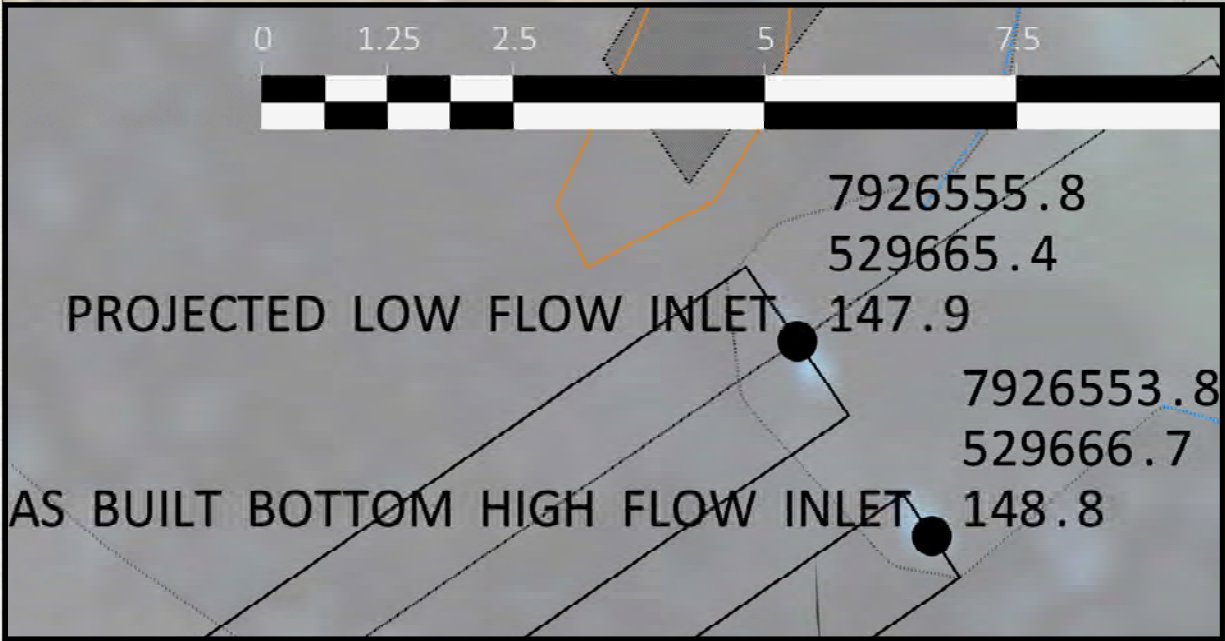 0 1.25 2.5 5 7.5
7926555.8
529665.4
PROJECTED LOW FLOW INLET 147.9
7926553.8
529666.7
AS BUILT BOTTOM HIGH FLOW INLET 148.8